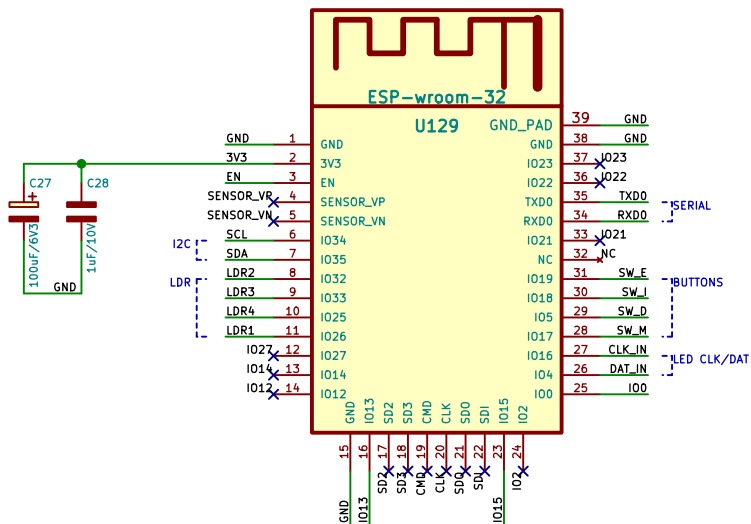 ESP-wroom-32
U129
GND 1 GND
3V3 2 3V3
EN 3 EN
SENSOR_VP 4 SENSOR_VP
SENSOR_VN 5 SENSOR_VN
I2C
SCL 6 IO34
SDA 7 IO35
LDR
LDR2 8 IO32
LDR3 9 IO33
LDR4 10 IO25
LDR1 11 IO26
IO27 12 IO27
IO14 13 IO14
IO12 14 IO12
C27
+
100uF/6V3
C28
1uF/10V
GND
GND_PAD 39 GND
GND 38 GND
IO23 37 IO23
IO22 36 IO22
TXD0 35 TXD0
RXD0 34 RXD0
SERIAL
IO21 33 IO21
NC 32 NC
IO19 31 SW_E
IO18 30 SW_I
IO5 29 SW_D
IO17 28 SW_M
BUTTONS
IO16 27 CLK_IN
IO4 26 DAT_IN
LED CLK/DAT
IO0 25 IO0
GND 15 GND
IO13 16 IO13
SD2 17 SD2
SD3 18 SD3
CMD 19 CMD
CLK 20 CLK
SD0 21 SD0
SDI 22 SDI
IO15 23 IO15
IO2 24 IO2